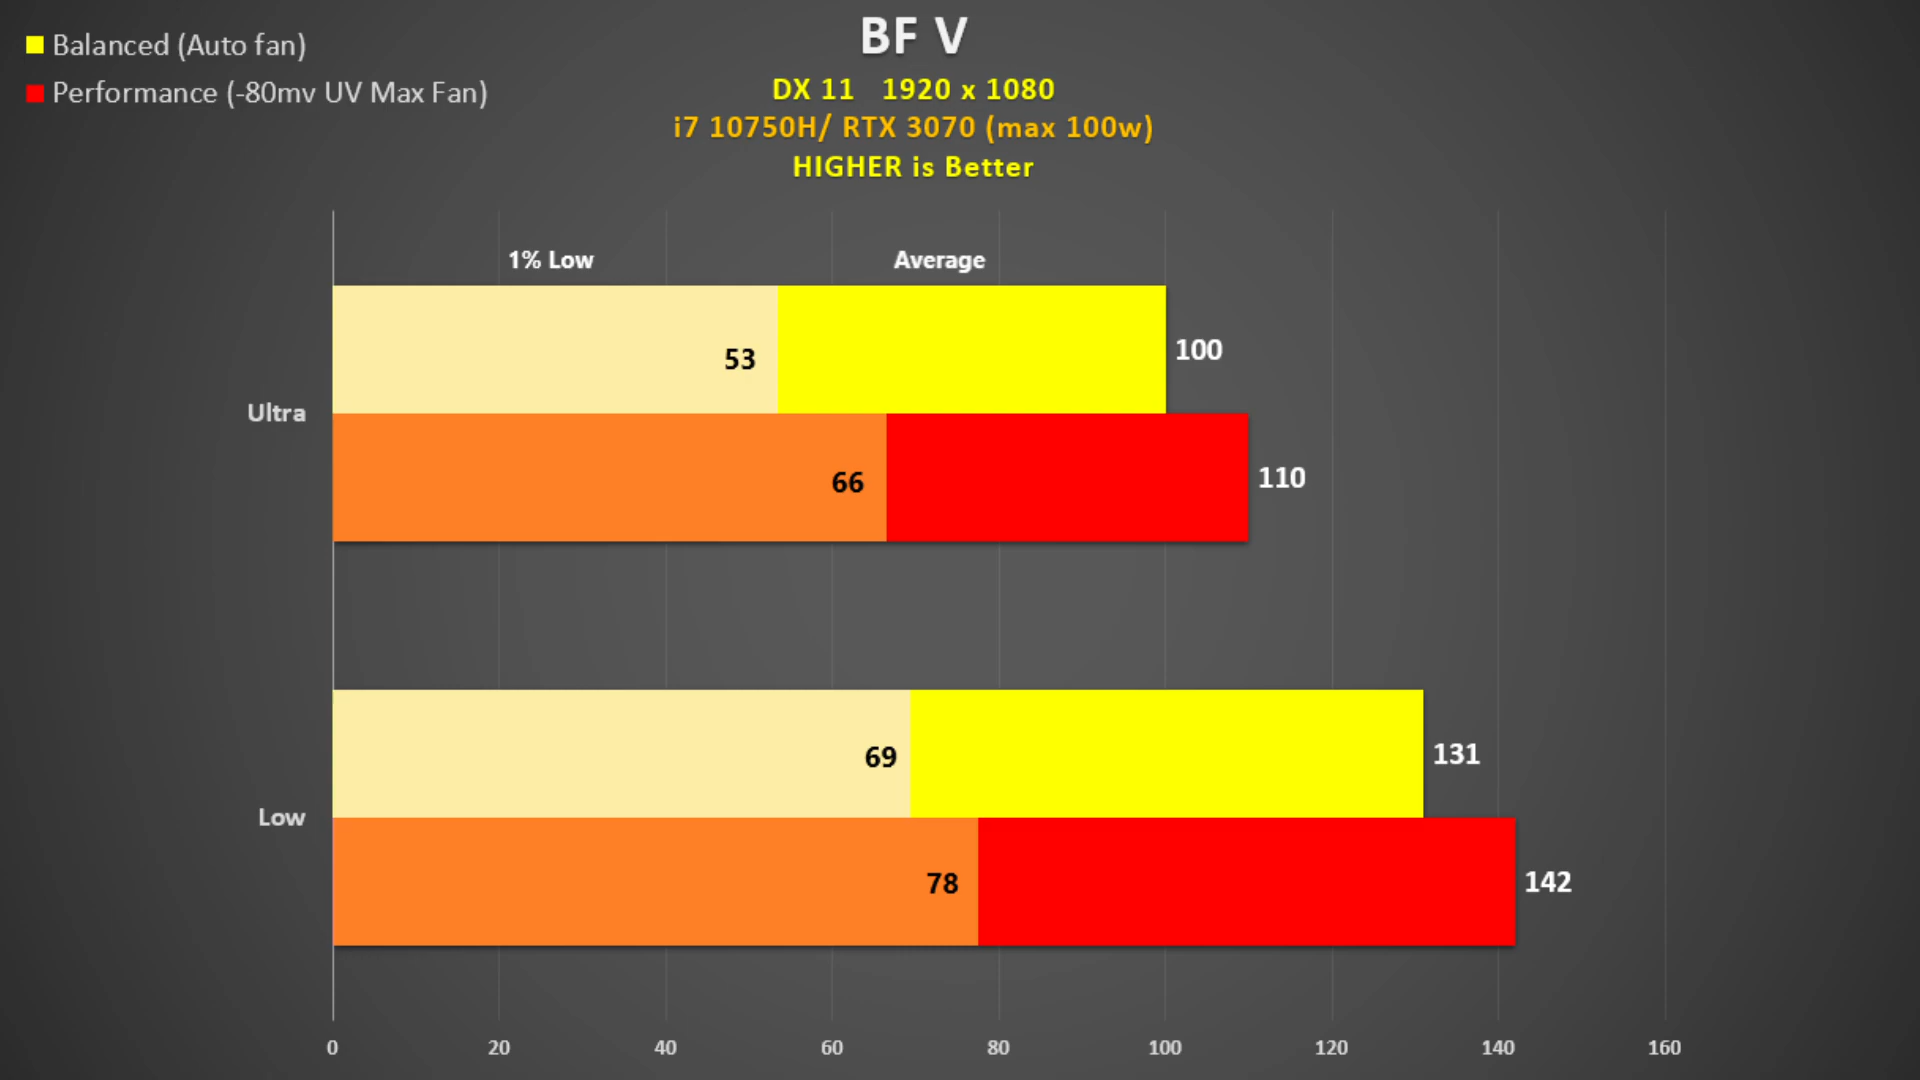 BF V
Balanced (Auto fan)
Performance (-80mv UV Max Fan)
DX 11 1920 x 1080
i7 10750H/ RTX 3070 (max 100w)
HIGHER is Better
1% Low Average
53 100
Ultra
66 110
69 131
Low
78 142
0 20 40 60 80 100 120 140 160